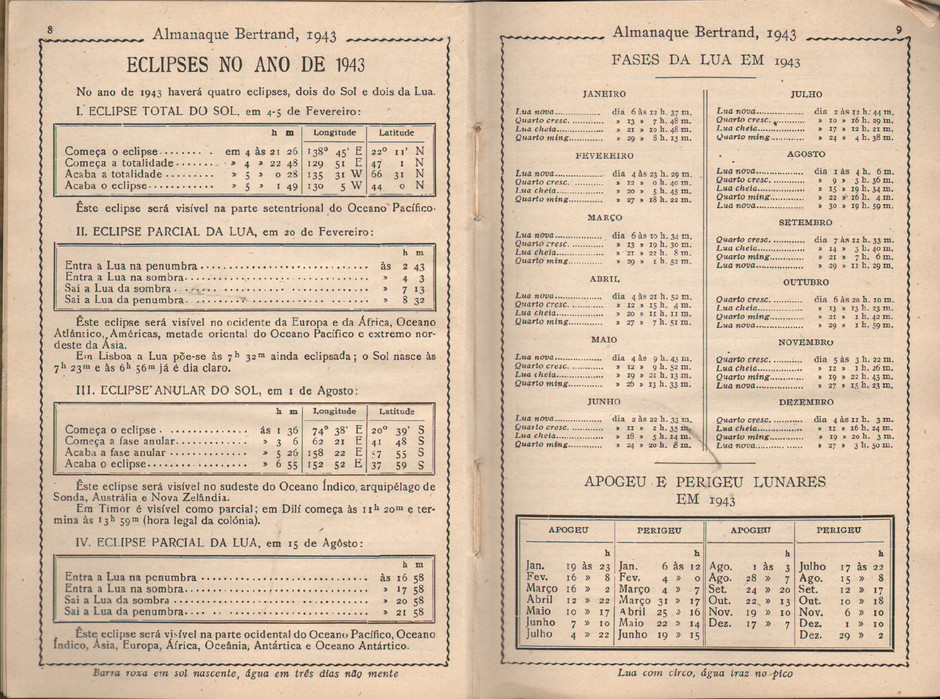 8
Almanaque Bertrand, 1943
ECLIPSES NO ANO DE 1943
No ano de 1943 haverá quatro eclipses, dois do Sol e dois da Lua.
I. ECLIPSE TOTAL DO SOL, em 4-5 de Fevereiro:
h m Longitude Latitude
Começa o eclipse em 4 às 21 26 138º 45' E 22º 11' N
Começa a totalidade » 4 » 22 48 129 51 E 47 1 N
Acaba a totalidade » 5 » 0 28 135 31 W 66 31 N
Acaba o eclipse » 5 » 1 49 130 5 W 44 0 N
Êste eclipse será visível na parte setentrional do Oceano Pacífico.
II. ECLIPSE PARCIAL DA LUA, em 20 de Fevereiro:
h m
Entra a Lua na penumbra às 2 43
Entra a Lua na sombra » 4 3
Sai a Lua da sombra » 7 13
Sai a Lua da penumbra » 8 32
Êste eclipse será visível no ocidente da Europa e da África, Oceano
Atlântico, Américas, metade oriental do Oceano Pacífico e extremo nor-
deste da Ásia.
Em Lisboa a Lua põe-se às 7h 32m ainda eclipsada; o Sol nasce às
7h 23m e às 6h 56m já é dia claro.
III. ECLIPSE ANULAR DO SOL, em 1 de Agosto:
h m Longitude Latitude
Começa o eclipse ás 1 36 74º 38' E 20º 39' S
Começa a fase anular » 3 6 62 21 E 41 48 S
Acaba a fase anular » 5 26 158 22 E 57 55 S
Acaba o eclipse » 6 55 152 52 E 37 59 S
Êste eclipse será visível no sudeste do Oceano Índico, arquipélago de
Sonda, Austrália e Nova Zelândia.
Em Timor é visível como parcial; em Dilí começa às 11h 20m e ter-
mina às 13h 59m (hora legal da colónia).
IV. ECLIPSE PARCIAL DA LUA, em 15 de Agôsto:
h m
Entra a Lua na penumbra às 16 58
Entra a Lua na sombra » 17 58
Sai a Lua da sombra » 20 58
Sai a Lua da penumbra » 21 58
Êste eclipse será visível na parte ocidental do Oceano Pacífico, Oceano
Índico, Ásia, Europa, África, Oceânia, Antártica e Oceano Antártico.
Barra roxa em sol nascente, água em três dias não mente
Almanaque Bertrand, 1943
9
FASES DA LUA EM 1943
JANEIRO
Lua nova dia 6 às 12 h. 37 m.
Quarto cresc. » 13 » 7 h. 48 m.
Lua cheia » 21 » 10 h. 48 m.
Quarto ming. » 29 » 8 h. 13 m.
FEVEREIRO
Lua nova dia 4 às 23 h. 29 m.
Quarto cresc. » 12 » 0 h. 40 m.
Lua cheia » 20 » 5 h. 45 m.
Quarto ming. » 27 » 18 h. 22 m.
MARÇO
Lua nova dia 6 às 10 h. 34 m.
Quarto cresc. » 13 » 19 h. 30 m.
Lua cheia » 21 » 22 h. 8 m.
Quarto ming. » 29 » 1 h. 52 m.
ABRIL
Lua nova dia 4 às 21 h. 52 m.
Quarto cresc. » 12 » 15 h. 4 m.
Lua cheia » 20 » 11 h. 11 m.
Quarto ming. » 27 » 7 h. 51 m.
MAIO
Lua nova dia 4 às 9 h. 43 m.
Quarto cresc. » 12 » 9 h. 52 m.
Lua cheia » 19 » 21 h. 13 m.
Quarto ming. » 26 » 13 h. 33 m.
JUNHO
Lua nova dia 2 às 22 h. 33 m.
Quarto cresc. » 11 » 2 h. 35 m.
Lua cheia » 18 » 5 h. 14 m.
Quarto ming. » 24 » 20 h. 8 m.
JULHO
Lua nova dia 2 às 12 h. 44 m.
Quarto cresc. » 10 » 16 h. 29 m.
Lua cheia » 17 » 12 h. 21 m.
Quarto ming. » 24 » 4 h. 38 m.
AGOSTO
Lua nova dia 1 às 4 h. 6 m.
Quarto cresc. » 9 » 3 h. 36 m.
Lua cheia » 15 » 19 h. 34 m.
Quarto ming. » 22 » 16 h. 4 m.
Lua nova » 30 » 19 h. 59 m.
SETEMBRO
Quarto cresc. dia 7 às 12 h. 33 m.
Lua cheia » 14 » 3 h. 40 m.
Quarto ming » 21 » 7 h. 6 m.
Lua nova » 29 » 11 h. 29 m.
OUTUBRO
Quarto cresc. dia 6 às 20 h. 10 m.
Lua cheia » 13 » 13 h. 23 m.
Quarto ming » 21 » 1 h. 42 m.
Lua nova » 29 » 1 h. 59 m.
NOVEMBRO
Quarto cresc. dia 5 às 3 h. 22 m.
Lua cheia » 12 » 1 h. 26 m.
Quarto ming » 19 » 22 h. 43 m.
Lua nova » 27 » 15 h. 23 m.
DEZEMBRO
Quarto cresc. dia 4 às 11 h. 3 m.
Lua cheia » 11 » 16 h. 24 m.
Quarto ming » 19 » 20 h. 3 m.
Lua nova » 27 » 3 h. 50 m.
APOGEU E PERIGEU LUNARES
EM 1943
APOGEU PERIGEU APOGEU PERIGEU
h h h
Jan. 19 às 23 Jan. 6 às 12 Ago. 1 às 3 Julho 17 às 22
Fev. 16 » 8 Fev. 4 » 0 Ago. 28 » 7 Ago. 15 » 8
Março 16 » 2 Março 4 » 7 Set. 24 » 20 Set. 12 » 17
Abril 12 » 22 Março 31 » 17 Out. 22 » 13 Out. 10 » 18
Maio 10 » 17 Abril 25 » 16 Nov. 19 » 10 Nov. 6 » 10
Junho 7 » 10 Maio 22 » 14 Dez. 17 » 7 Dez. 1 » 10
Julho 4 » 22 Junho 19 » 15 Dez. 29 » 2
Lua com circo, água traz no pico